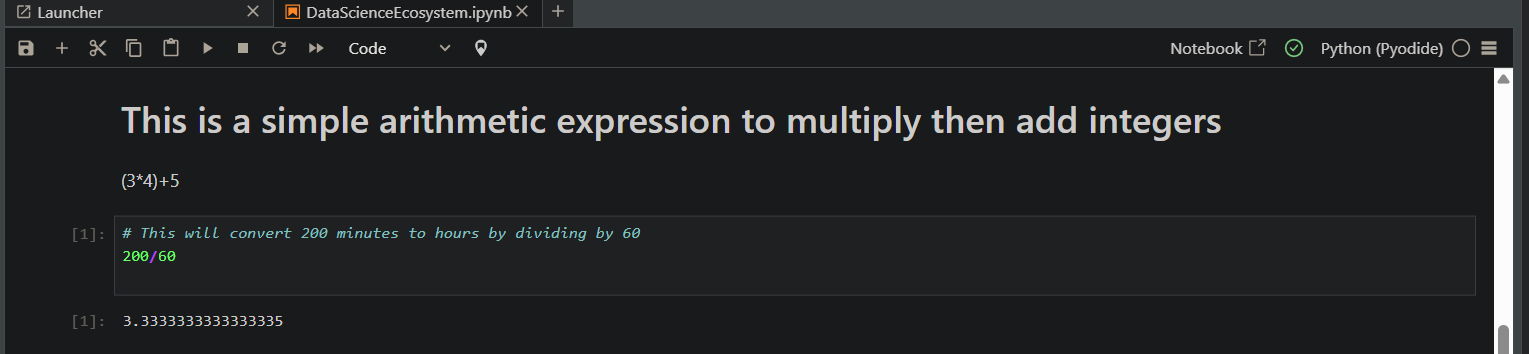 Launcher
DataScienceEcosystem.ipynb
Code
Notebook
Python (Pyodide)
This is a simple arithmetic expression to multiply then add integers
(3*4)+5
[1]:
# This will convert 200 minutes to hours by dividing by 60
200/60
[1]:
3.3333333333333335